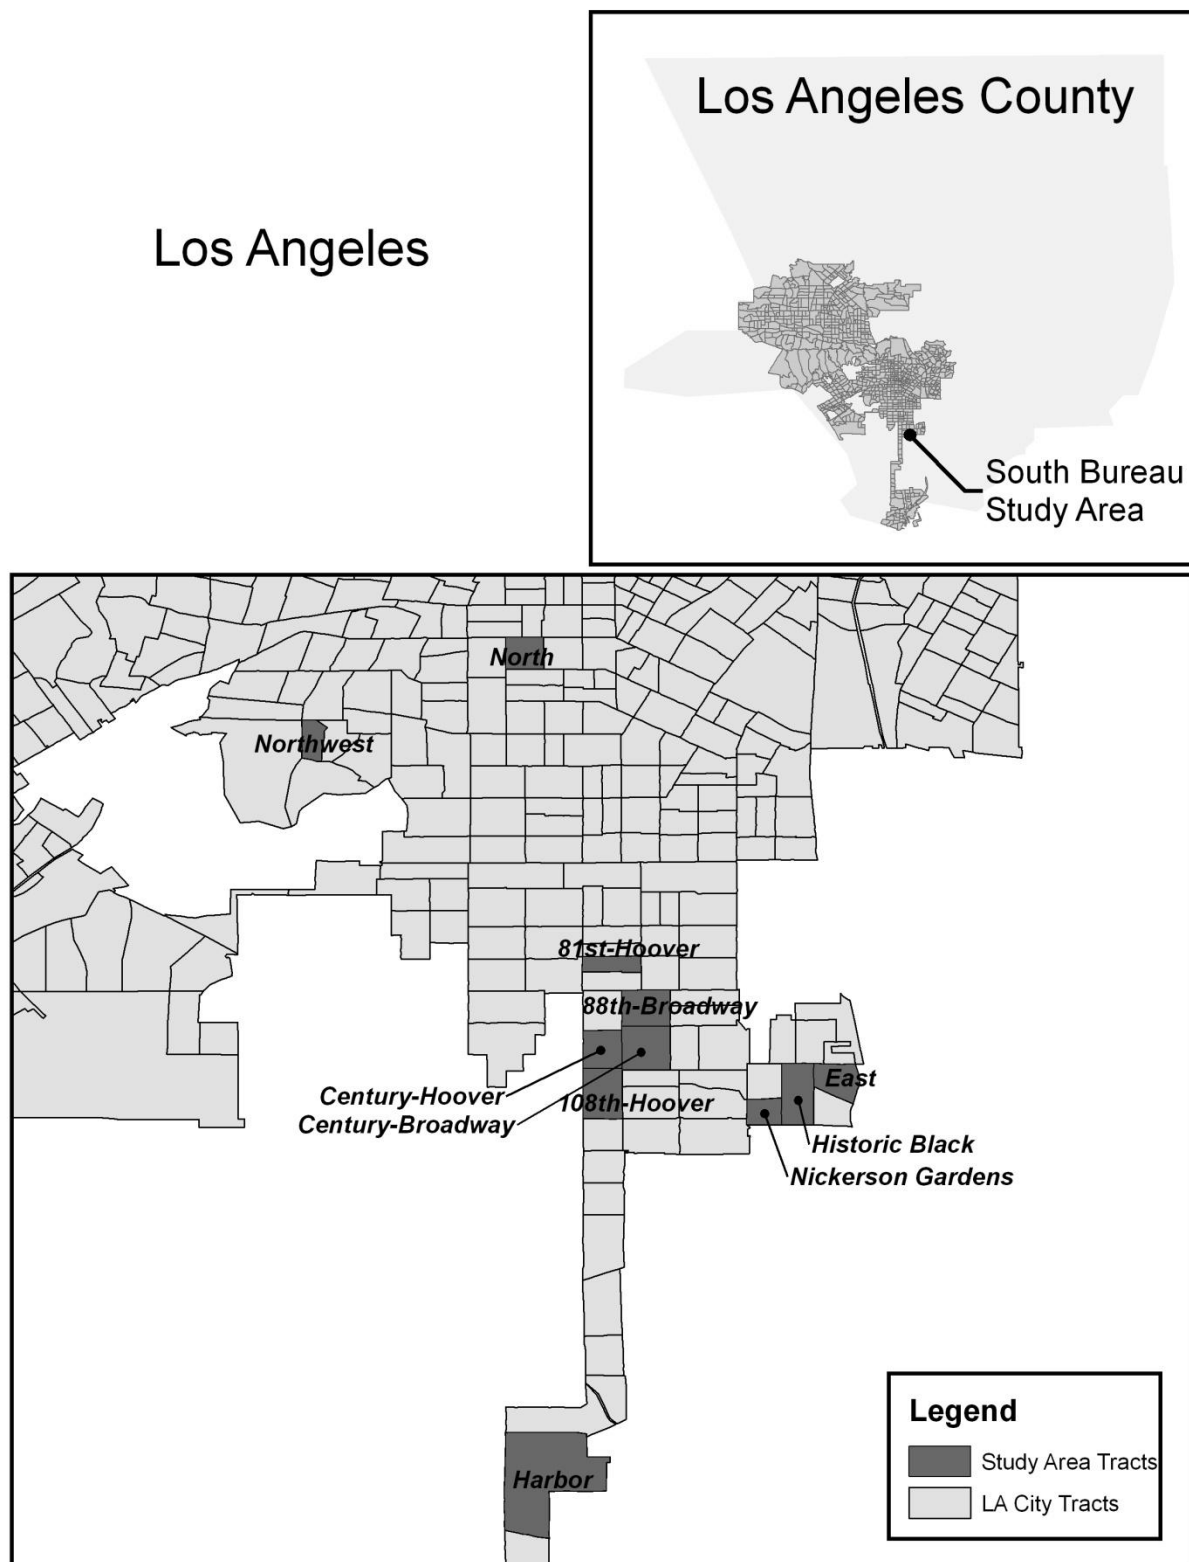 Los Angeles County
Los Angeles
South Bureau
Study Area
North
Northwest
81st-Hoover
88th-Broadway
East
Century-Hoover
108th-Hoover
Century-Broadway
Historic Black
Nickerson Gardens
Legend
Study Area Tracts
LA City Tracts
Harbor